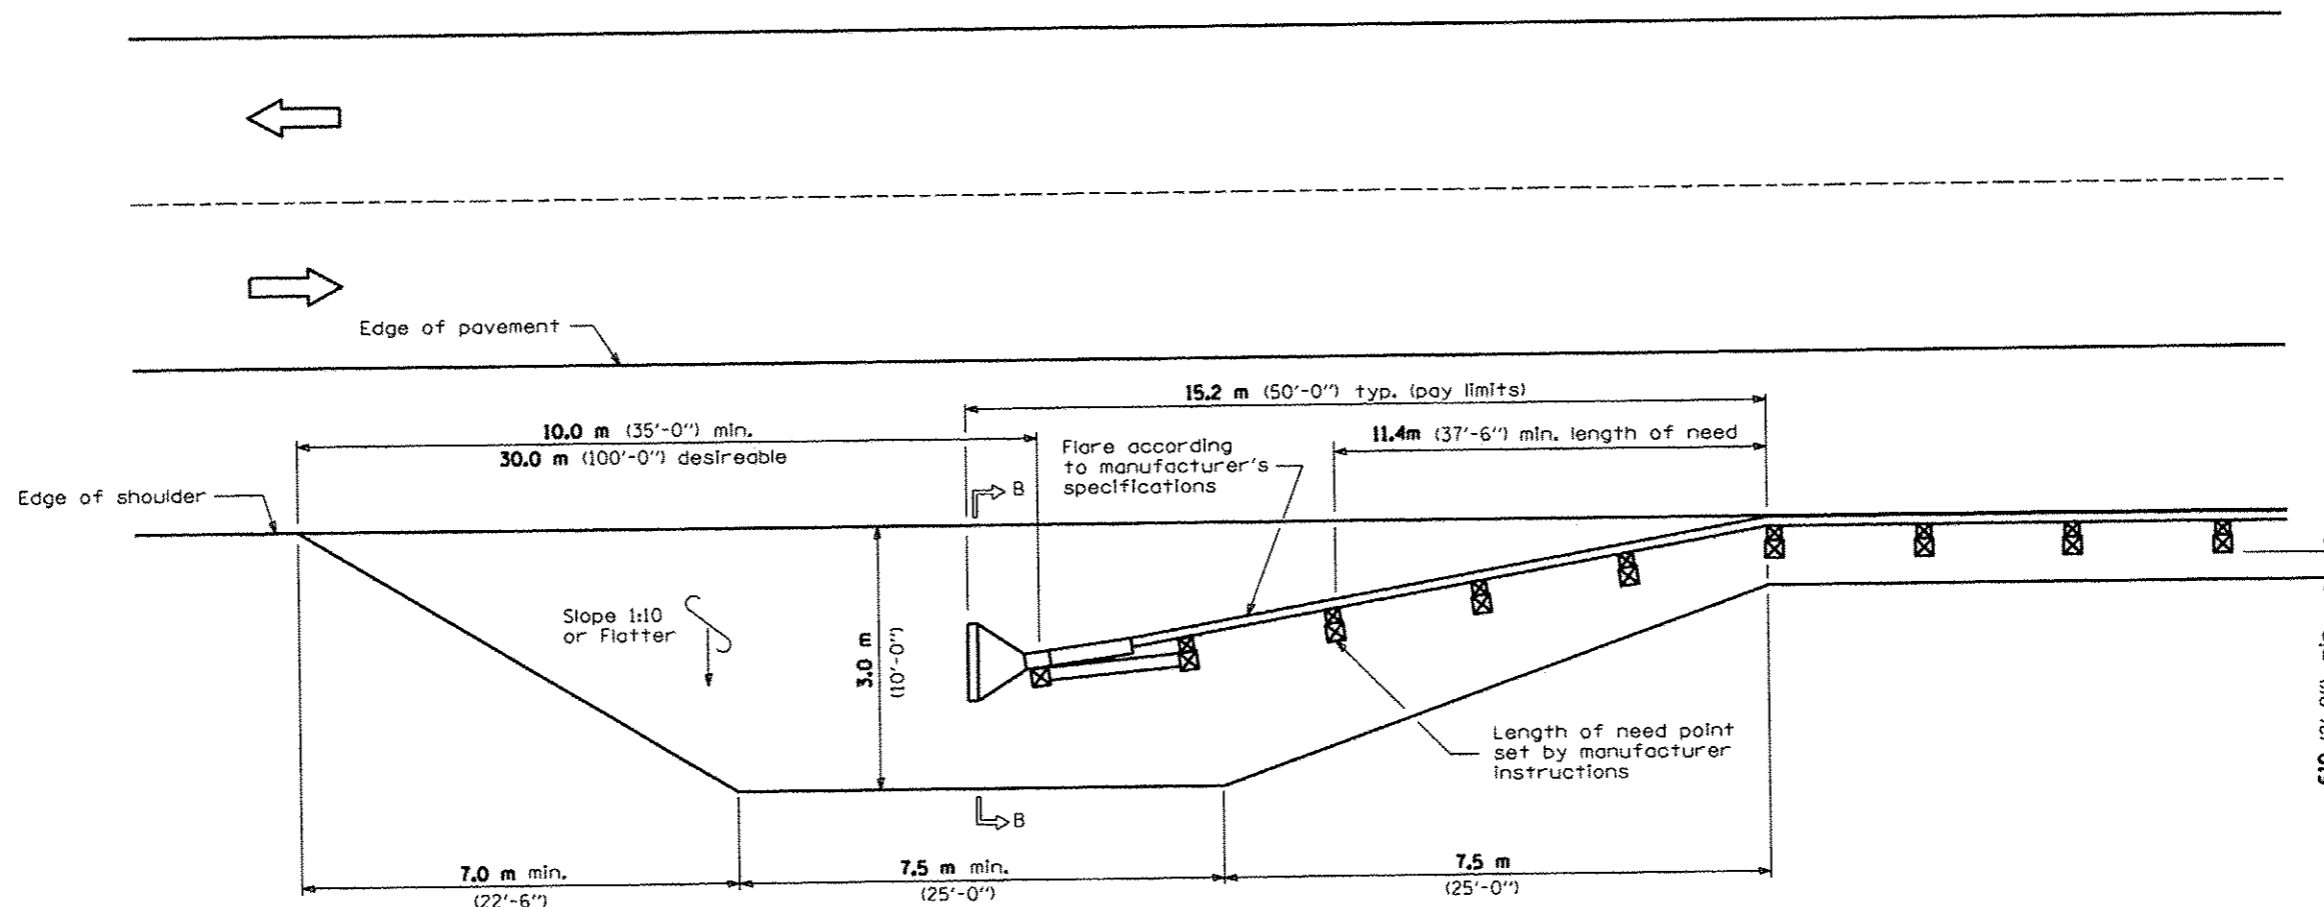 Edge of pavement
15.2 m (50'-0") typ. (pay limits)
10.0 m (35'-0") min.
30.0 m (100'-0") desireable
Flare according
to manufacturer's
specifications
11.4m (37'-6") min. length of need
Edge of shoulder
B
Slope 1:10
or Flatter
3.0 m
(10'-0")
Length of need point
set by manufacturer
instructions
B
7.0 m min.
(22'-6")
7.5 m min.
(25'-0")
7.5 m
(25'-0")